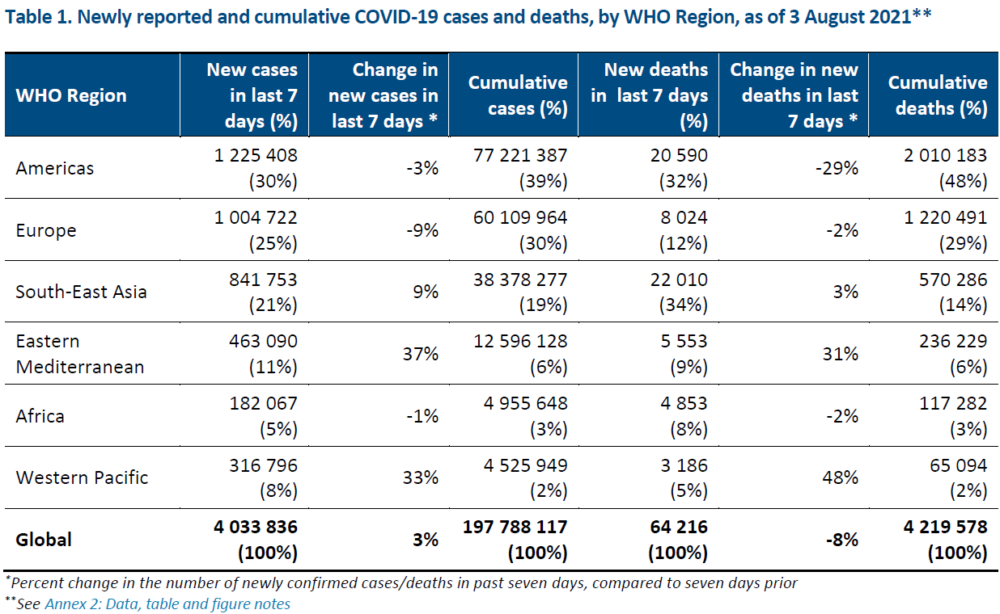 Table 1. Newly reported and cumulative COVID-19 cases and deaths, by WHO Region, as of 3 August 2021**
WHO Region
New cases
in last 7
days (%)
Change in
new cases in
last 7 days *
Cumulative
cases (%)
New deaths
in last 7 days
(%)
Change in new
deaths in last
7 days *
Cumulative
deaths (%)
Americas
1 225 408
(30%)
-3%
77 221 387
(39%)
20 590
(32%)
-29%
2 010 183
(48%)
Europe
1 004 722
(25%)
-9%
60 109 964
(30%)
8 024
(12%)
-2%
1 220 491
(29%)
South-East Asia
841 753
(21%)
9%
38 378 277
(19%)
22 010
(34%)
3%
570 286
(14%)
Eastern
Mediterranean
463 090
(11%)
37%
12 596 128
(6%)
5 553
(9%)
31%
236 229
(6%)
Africa
182 067
(5%)
-1%
4 955 648
(3%)
4 853
(8%)
-2%
117 282
(3%)
Western Pacific
316 796
(8%)
33%
4 525 949
(2%)
3 186
(5%)
48%
65 094
(2%)
Global
4 033 836
(100%)
3%
197 788 117
(100%)
64 216
(100%)
-8%
4 219 578
(100%)
*Percent change in the number of newly confirmed cases/deaths in past seven days, compared to seven days prior
**See Annex 2: Data, table and figure notes